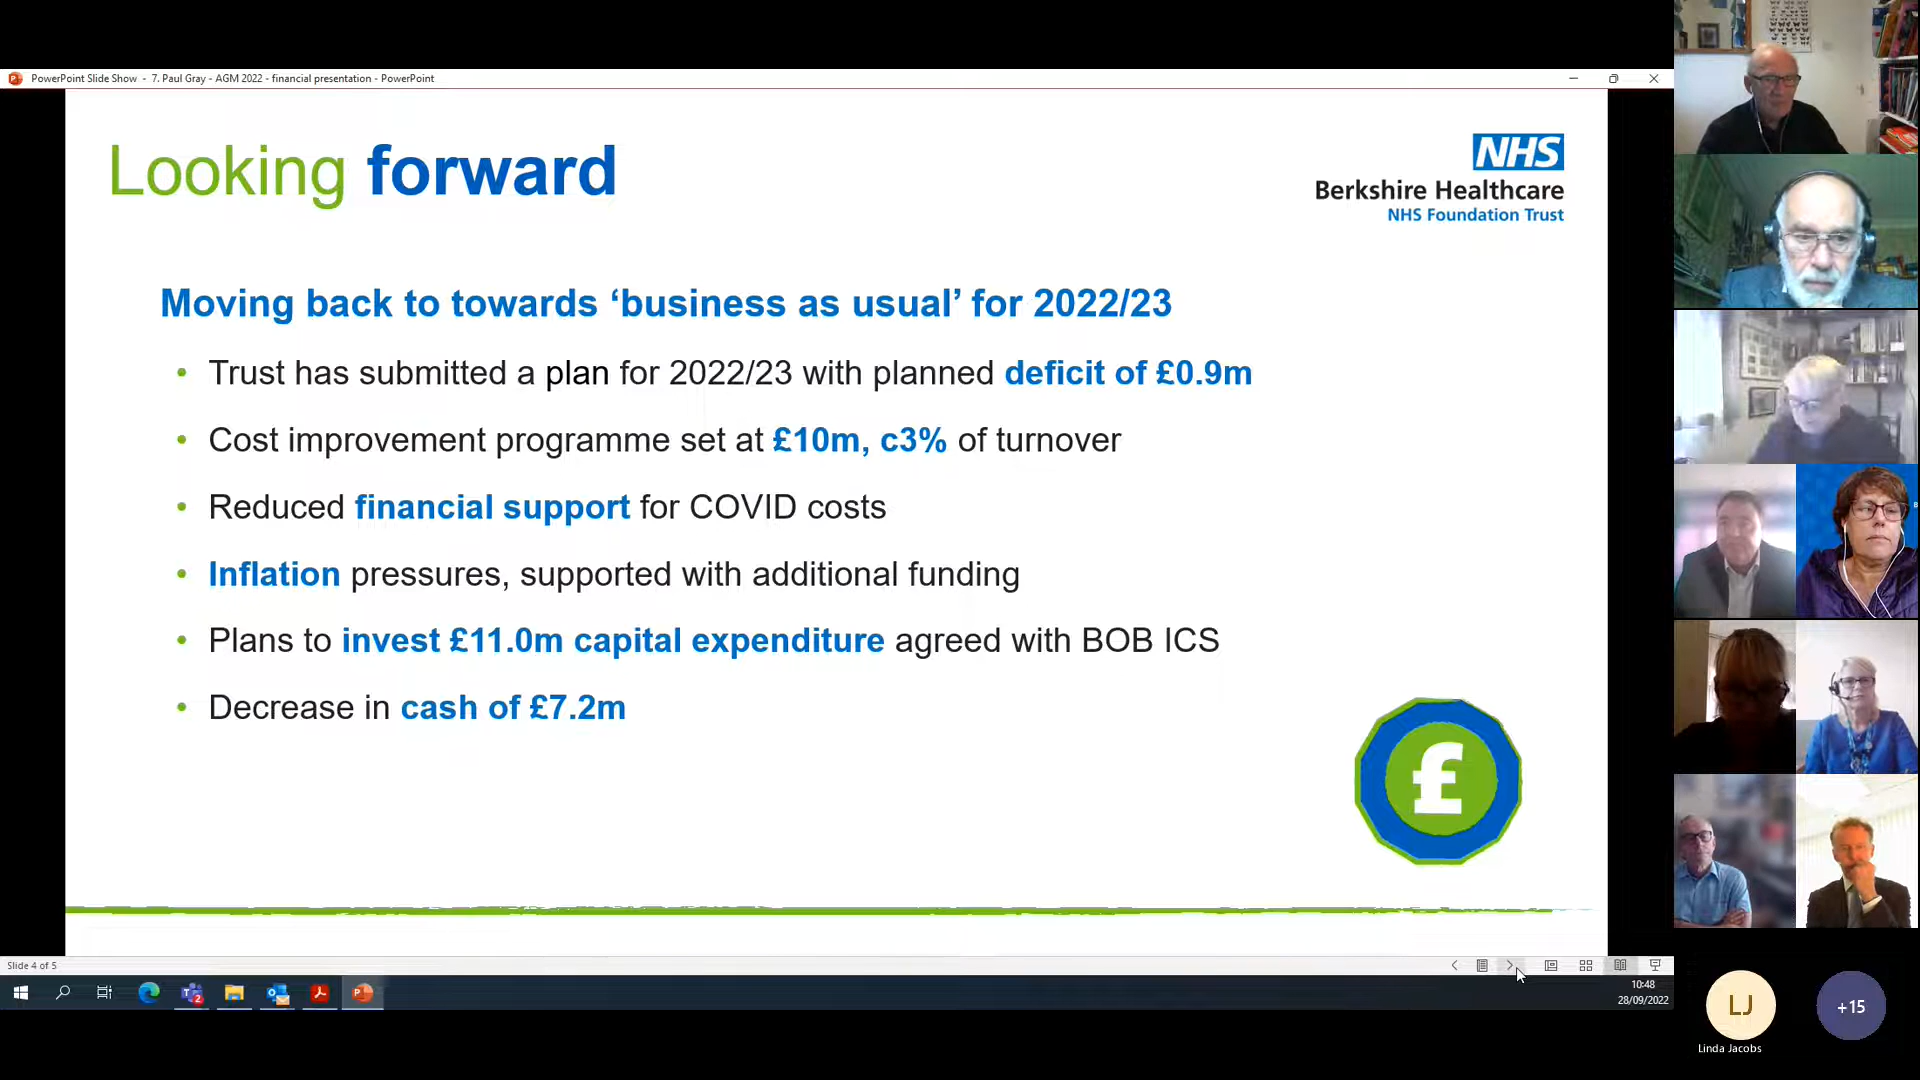 PowerPoint Slide Show - 7. Paul Gray - AGM 2022 - financial presentation - PowerPoint
Looking forward
NHS
Berkshire Healthcare
NHS Foundation Trust
Moving back to towards ‘business as usual’ for 2022/23
• Trust has submitted a plan for 2022/23 with planned deficit of £0.9m
• Cost improvement programme set at £10m, c3% of turnover
• Reduced financial support for COVID costs
• Inflation pressures, supported with additional funding
• Plans to invest £11.0m capital expenditure agreed with BOB ICS
• Decrease in cash of £7.2m
£
Slide 4 of 5
10:48
28/09/2022
LJ
+15
Linda Jacobs